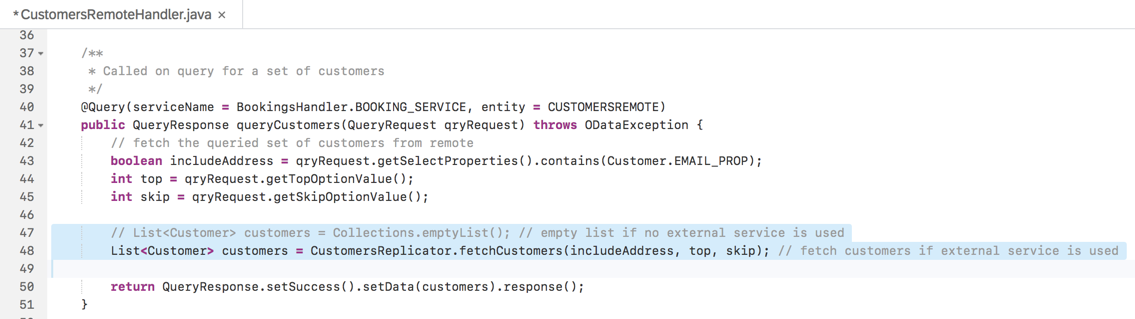 *CustomersRemoteHandler.java ×
36
37 /**
38 * Called on query for a set of customers
39 */
40 @Query(serviceName = BookingsHandler.BOOKING_SERVICE, entity = CUSTOMERSREMOTE)
41 public QueryResponse queryCustomers(QueryRequest qryRequest) throws ODataException {
42 // fetch the queried set of customers from remote
43 boolean includeAddress = qryRequest.getSelectProperties().contains(Customer.EMAIL_PROP);
44 int top = qryRequest.getTopOptionValue();
45 int skip = qryRequest.getSkipOptionValue();
46
47 // List<Customer> customers = Collections.emptyList(); // empty list if no external service is used
48 List<Customer> customers = CustomersReplicator.fetchCustomers(includeAddress, top, skip); // fetch customers if external service is used
49
50 return QueryResponse.setSuccess().setData(customers).response();
51 }